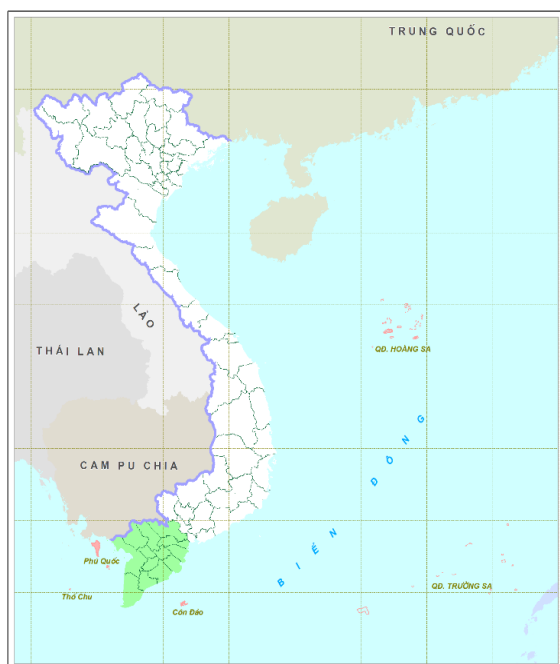 TRUNG QUỐC
LÀO
THÁI LAN
QĐ. HOÀNG SA
CAM PU CHIA
BIỂN ĐÔNG
Phú Quốc
QĐ. TRƯỜNG SA
Thổ Chu
Côn Đảo